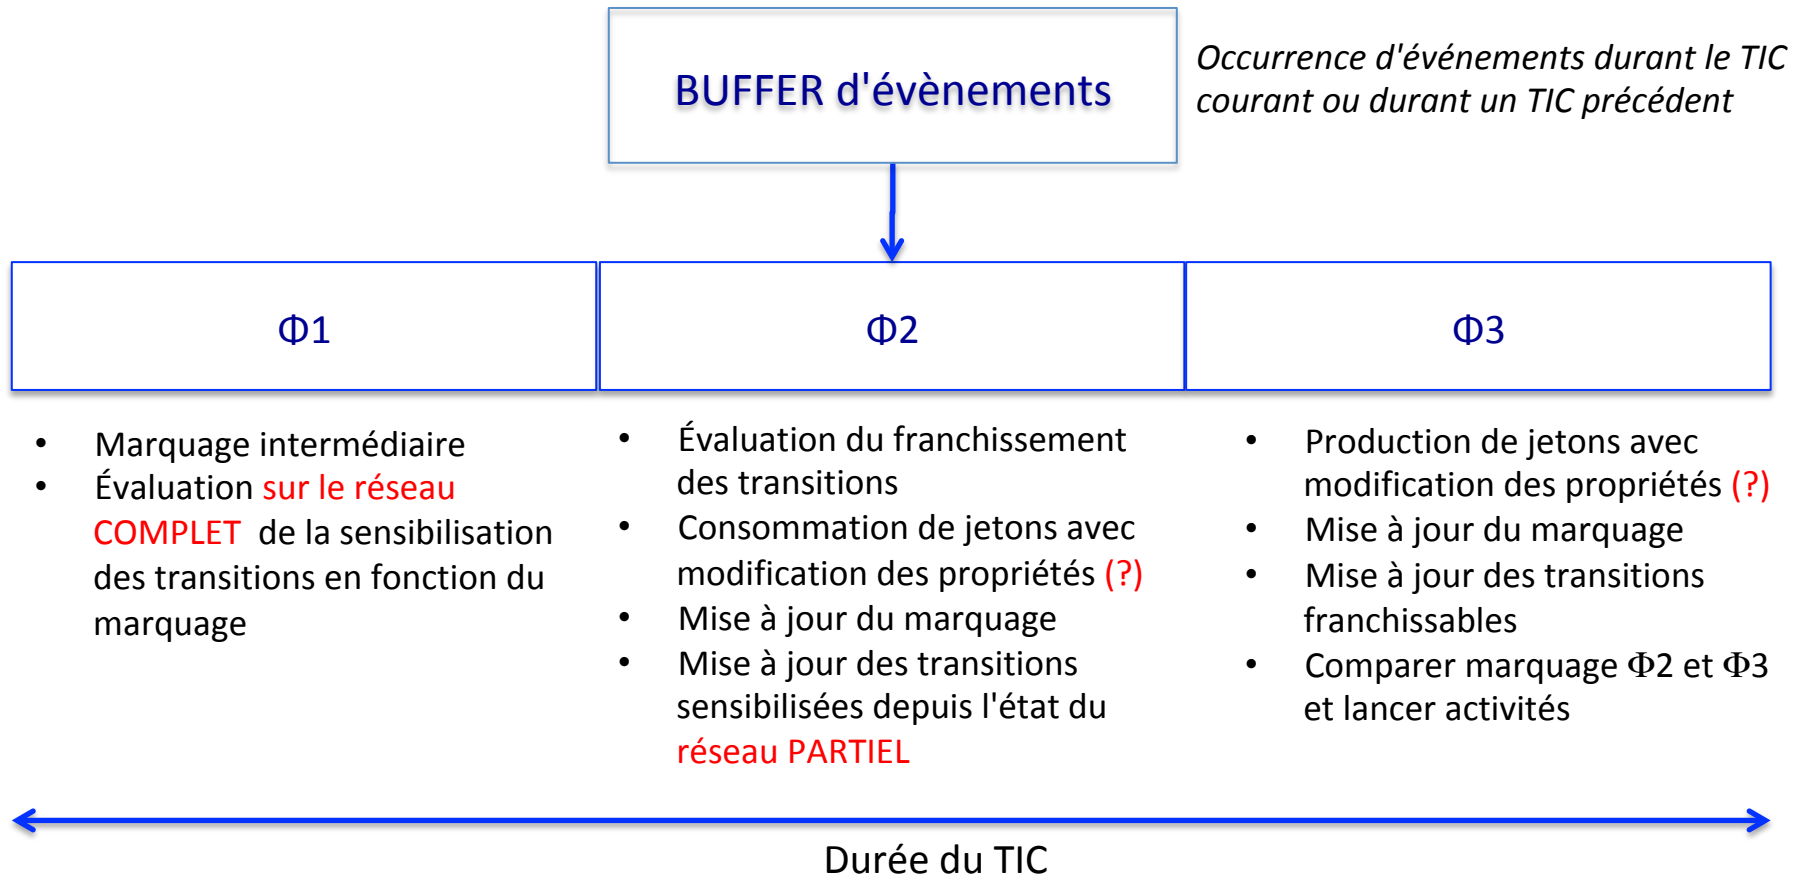 BUFFER d'évènements
Occurrence d'événements durant le TIC
courant ou durant un TIC précédent
Φ1
Φ2
Φ3
• Marquage intermédiaire
• Évaluation sur le réseau
COMPLET de la sensibilisation
des transitions en fonction du
marquage
• Évaluation du franchissement
des transitions
• Consommation de jetons avec
modification des propriétés (?)
• Mise à jour du marquage
• Mise à jour des transitions
sensibilisées depuis l'état du
réseau PARTIEL
• Production de jetons avec
modification des propriétés (?)
• Mise à jour du marquage
• Mise à jour des transitions
franchissables
• Comparer marquage Φ2 et Φ3
et lancer activités
Durée du TIC